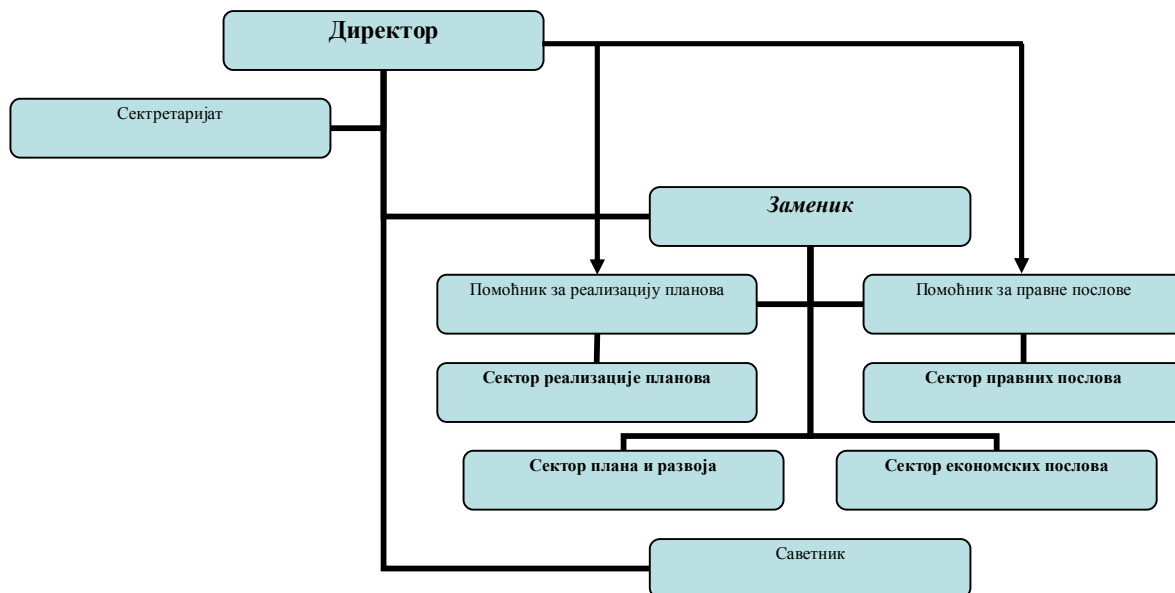 Директор
Сектретаријат
Заменик
Помоћник за реализацију планова
Помоћник за правне послове
Сектор реализације планова
Сектор правних послова
Сектор плана и развоја
Сектор економских послова
Саветник